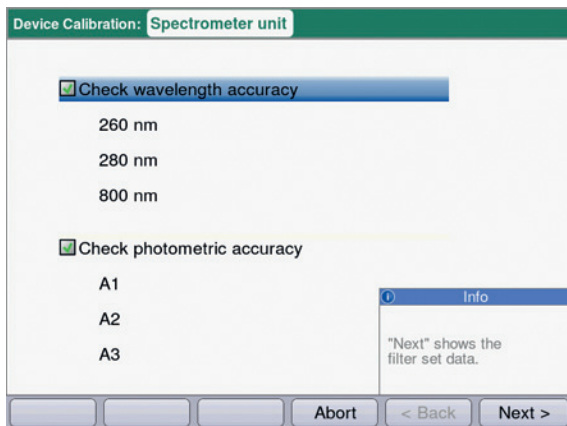 Device Calibration: Spectrometer unit
Check wavelength accuracy
260 nm
280 nm
800 nm
Check photometric accuracy
A1
A2
A3
Info
"Next" shows the
filter set data.
Abort
< Back
Next >